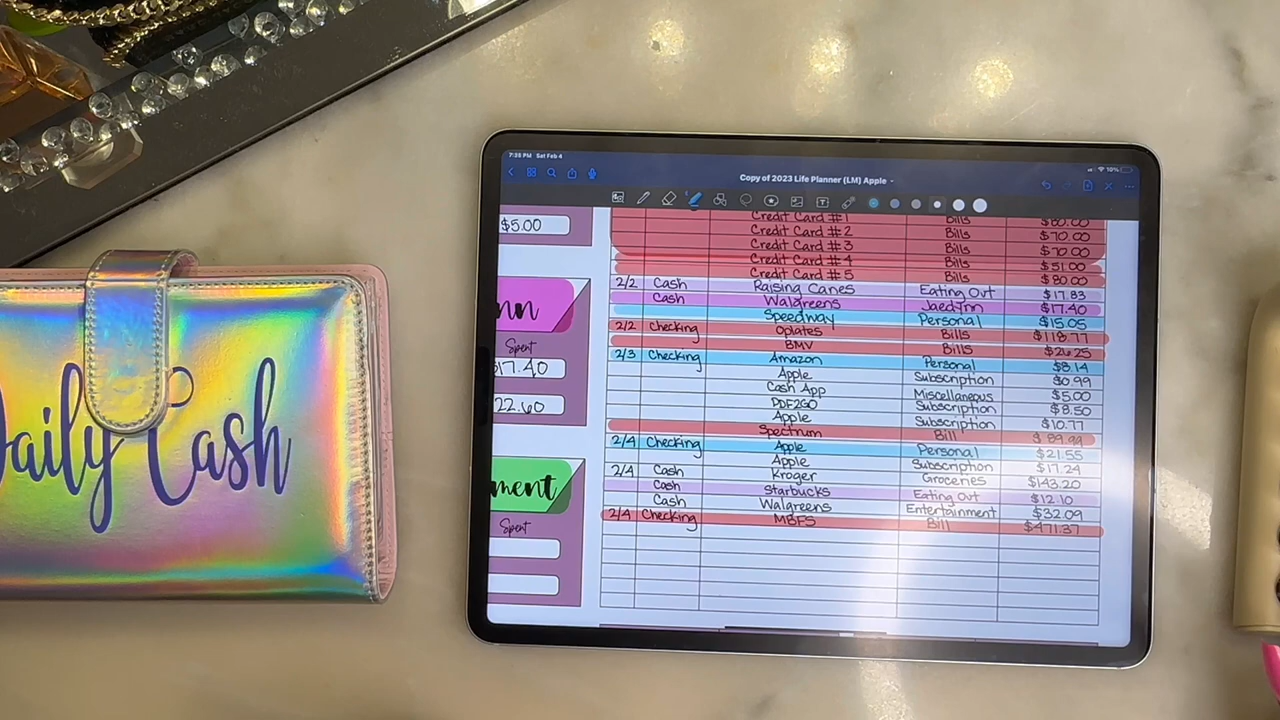 7:35 PM Sat Feb 4
10%
Copy of 2023 Life Planner (LM) Apple
$5.00
Credit Card #1 Bills $80.00
Credit Card #2 Bills $70.00
Credit Card #3 Bills $70.00
Credit Card #4 Bills $51.00
Credit Card #5 Bills $80.00
2/2 Cash Raising Canes Eating Out $17.83
Cash Walgreens Jaedynn $17.40
Speedway Personal $15.05
2/2 Checking Oplates Bills $118.77
BMV Bills $26.25
2/3 Checking Amazon Personal $8.14
Apple Subscription $0.99
Cash App Miscellaneous $5.00
PDF2GO Subscription $8.50
Apple Subscription $10.77
Spectrum Bill $89.99
2/4 Checking Apple Personal $21.55
Apple Subscription $17.24
2/4 Cash Kroger Groceries $143.20
Cash Starbucks Eating Out $12.10
Cash Walgreens Entertainment $32.09
2/4 Checking MBFS Bill $471.37
nn
Spent
$17.40
22.60
ment
Spent
Daily Cash